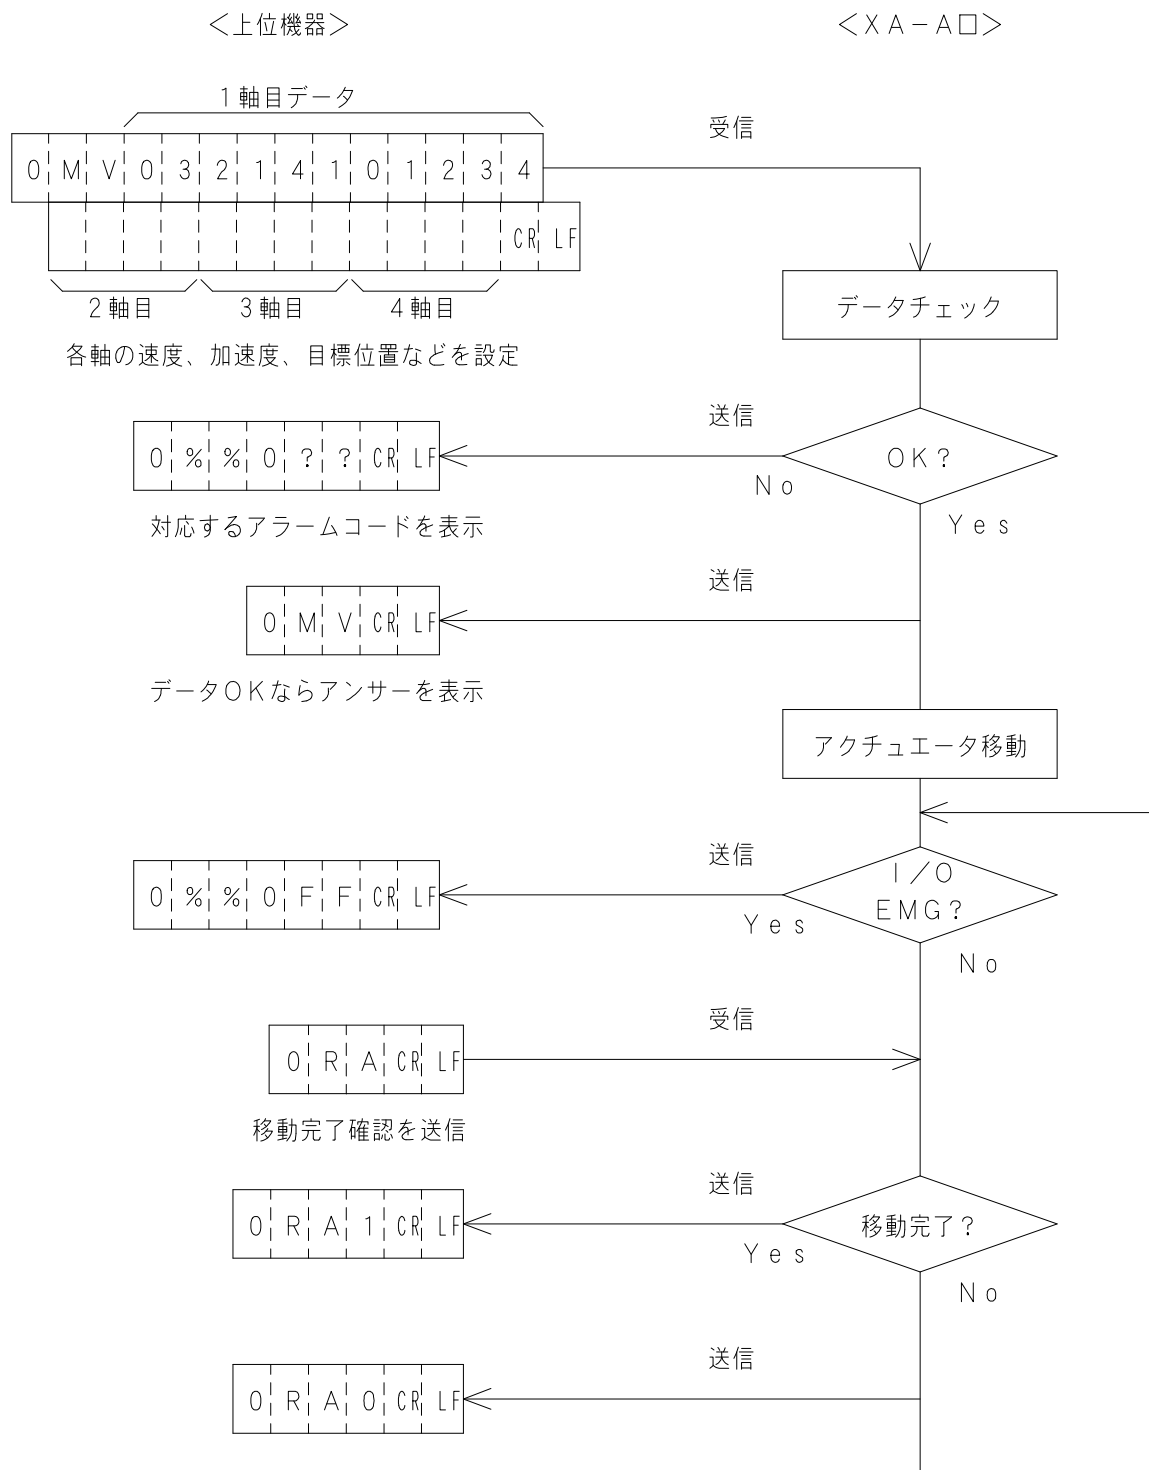 ＜上位機器＞ ＜ＸＡ－Ａ□＞
1軸目データ
受信
0 M V 0 3 2 1 4 1 0 1 2 3 4
CR LF
2軸目 3軸目 4軸目
データチェック
各軸の速度、加速度、目標位置などを設定
送信
0 % % 0 ? ? CR LF
OK？
No
対応するアラームコードを表示
Yes
送信
0 M V CR LF
データOKならアンサーを表示
アクチュエータ移動
送信
0 % % 0 F F CR LF
I／O
EMG？
Yes
No
受信
0 R A CR LF
移動完了確認を送信
送信
0 R A 1 CR LF
移動完了？
Yes
No
送信
0 R A 0 CR LF